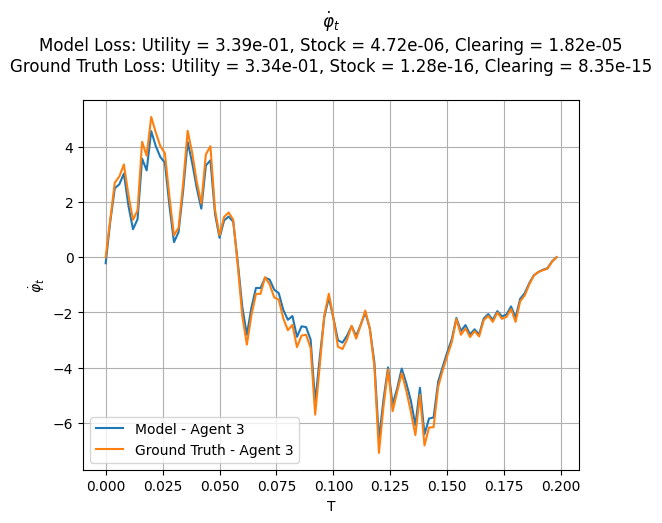 φ̇_t
Model Loss: Utility = 3.39e-01, Stock = 4.72e-06, Clearing = 1.82e-05
Ground Truth Loss: Utility = 3.34e-01, Stock = 1.28e-16, Clearing = 8.35e-15
4
2
0
−2
−4
−6
φ̇_t
Model - Agent 3
Ground Truth - Agent 3
0.000 0.025 0.050 0.075 0.100 0.125 0.150 0.175 0.200
T